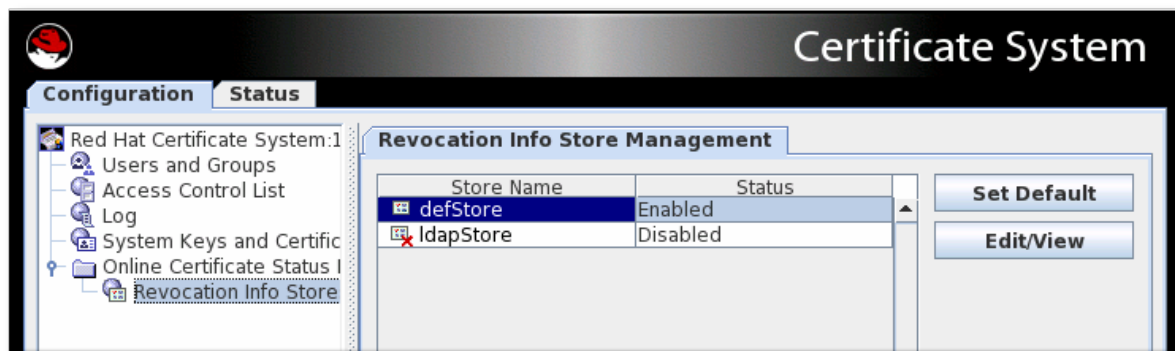 Certificate System
Configuration Status
Red Hat Certificate System:1
Users and Groups
Access Control List
Log
System Keys and Certific
Online Certificate Status I
Revocation Info Store
Revocation Info Store Management
Store Name Status
defStore Enabled
ldapStore Disabled
Set Default
Edit/View